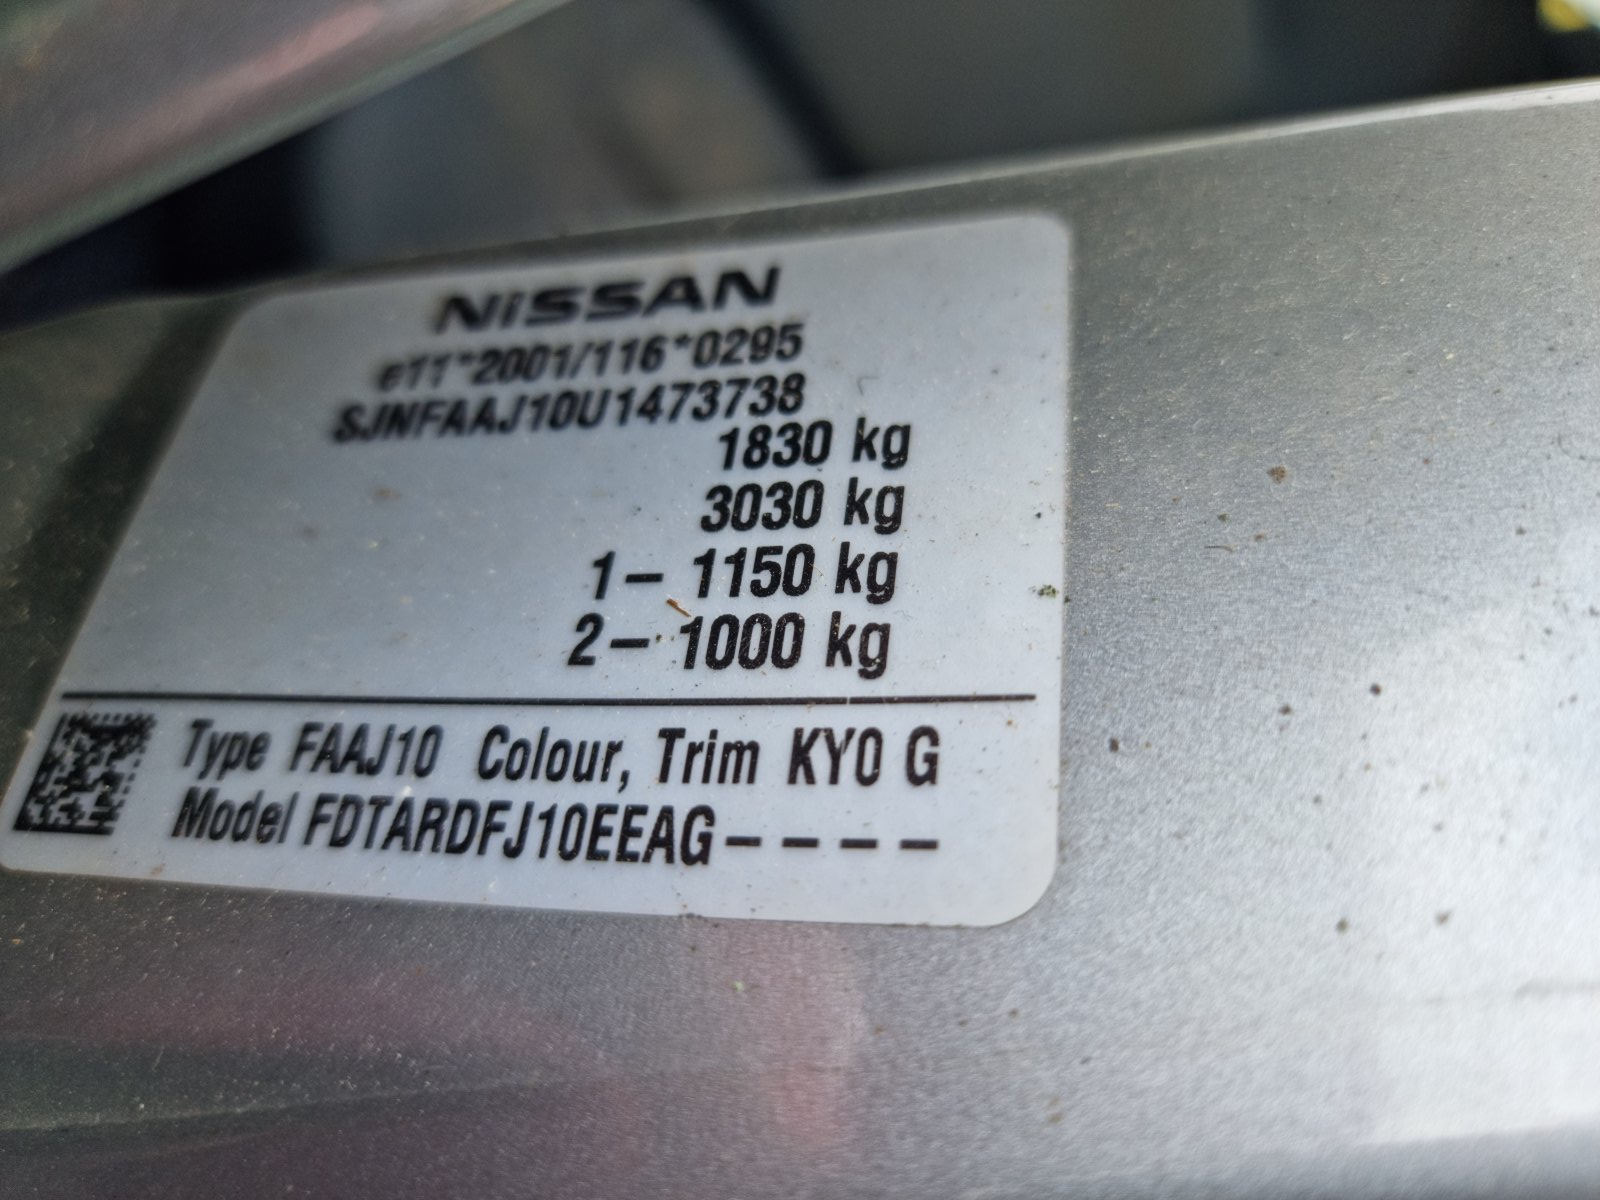 NISSAN
e11*2001/116*0295
SJNFAAJ10U1473738
1830 kg
3030 kg
1- 1150 kg
2- 1000 kg
Type FAAJ10 Colour, Trim KY0 G
Model FDTARDFJ10EEAG----